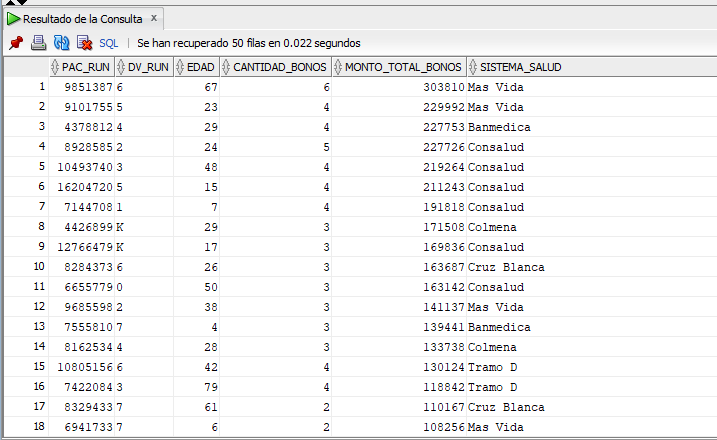 Resultado de la Consulta x
SQL | Se han recuperado 50 filas en 0.022 segundos
PAC_RUN DV_RUN EDAD CANTIDAD_BONOS MONTO_TOTAL_BONOS SISTEMA_SALUD
1 9851387 6 67 6 303810 Mas Vida
2 9101755 5 23 4 229992 Mas Vida
3 4378812 4 29 4 227753 Banmedica
4 8928585 2 24 5 227726 Consalud
5 10493740 3 48 4 219264 Consalud
6 16204720 5 15 4 211243 Consalud
7 7144708 1 7 4 191818 Consalud
8 4426899 K 29 3 171508 Colmena
9 12766479 K 17 3 169836 Consalud
10 8284373 6 26 3 163687 Cruz Blanca
11 6655779 0 50 3 163142 Consalud
12 9685598 2 38 3 141137 Mas Vida
13 7555810 7 4 3 139441 Banmedica
14 8162534 4 28 3 133738 Colmena
15 10805156 6 42 4 130124 Tramo D
16 7422084 3 79 4 118842 Tramo D
17 8329433 7 61 2 110167 Cruz Blanca
18 6941733 7 6 2 108256 Mas Vida